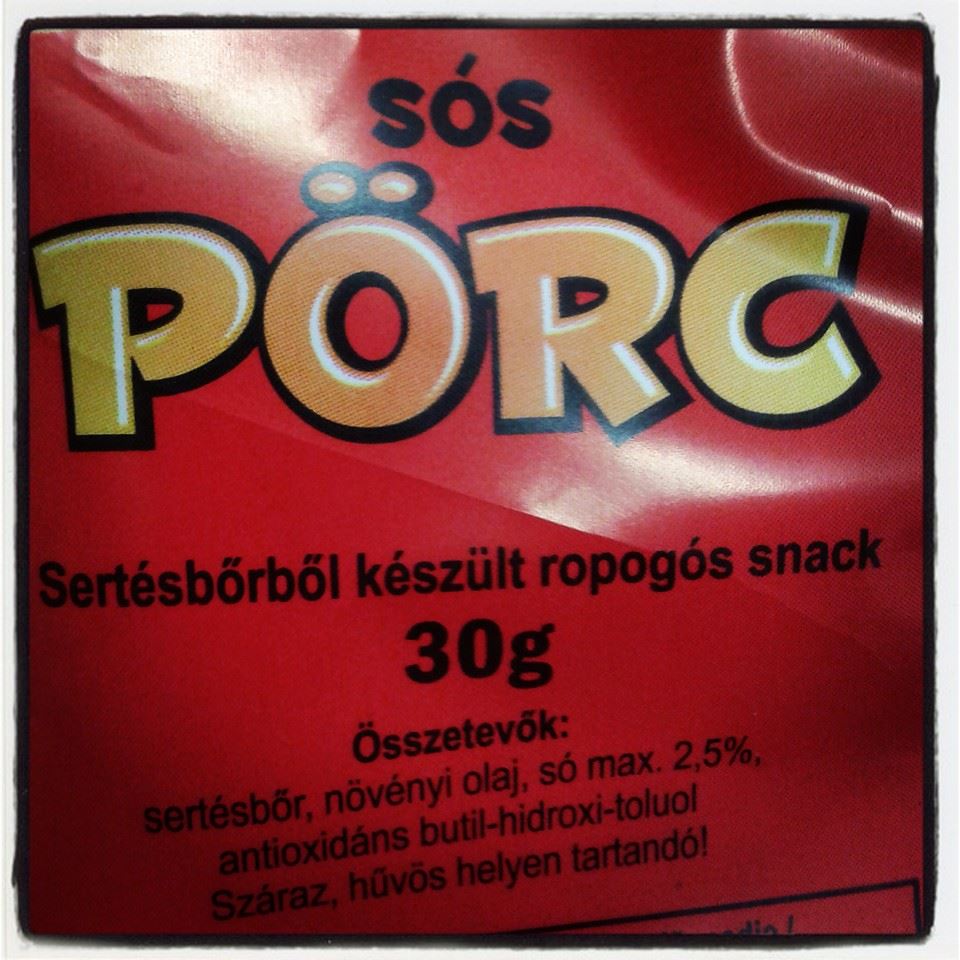 sós
PÖRC
Sertésbőrből készült ropogós snack
30g
Összetevők:
sertésbőr, növényi olaj, só max. 2,5%,
antioxidáns butil-hidroxi-toluol
Száraz, hűvös helyen tartandó!